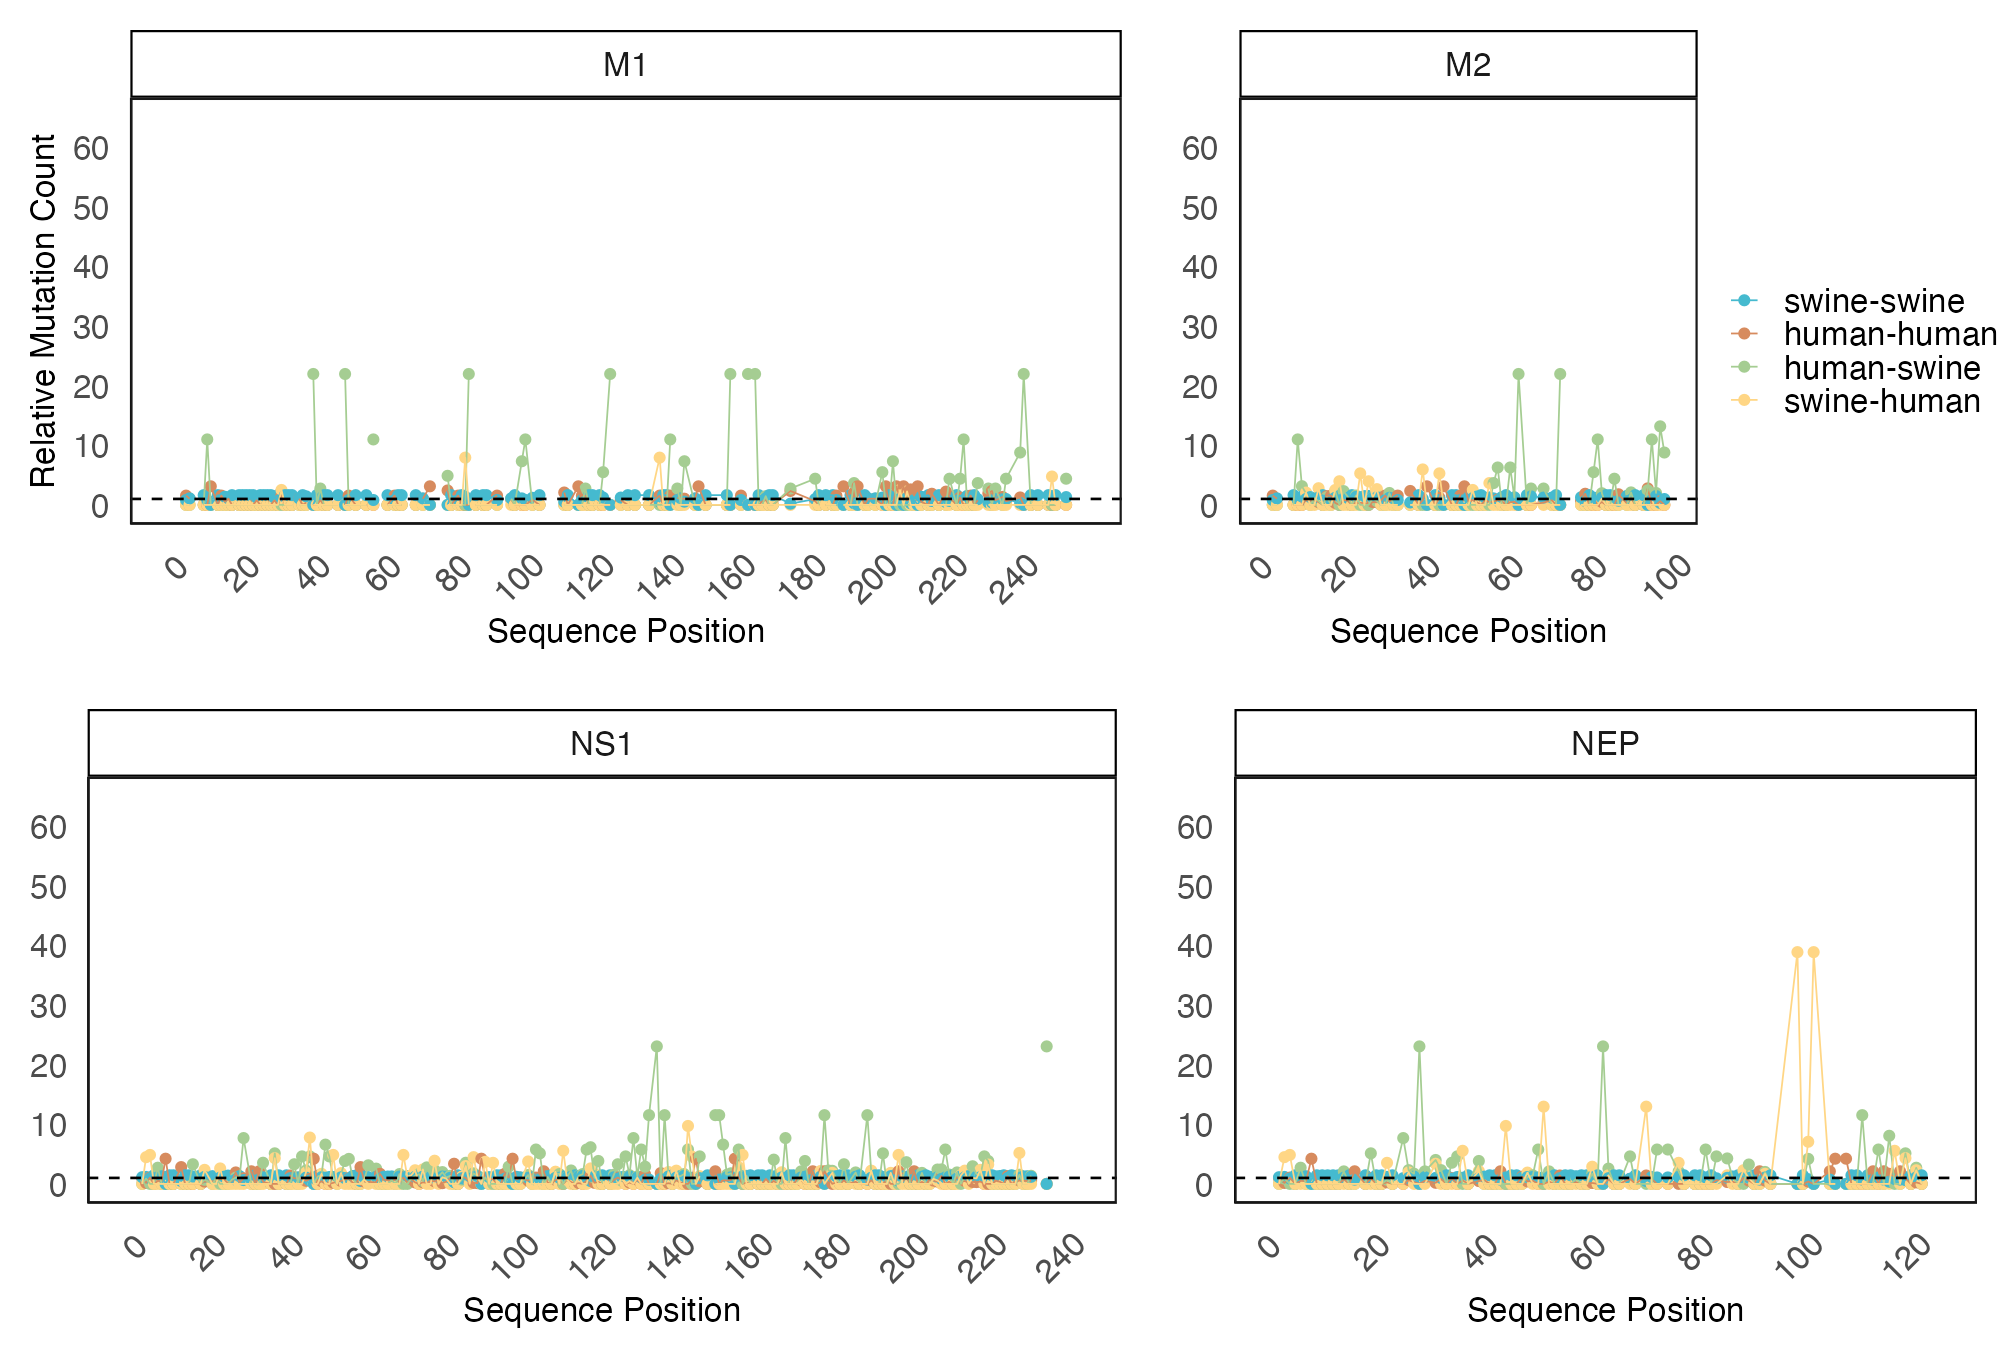 M1
M2
Relative Mutation Count
60
50
40
30
20
10
0
0 20 40 60 80 100 120 140 160 180 200 220 240
Sequence Position
60
50
40
30
20
10
0
0 20 40 60 80 100
Sequence Position
swine-swine
human-human
human-swine
swine-human
NS1
NEP
60
50
40
30
20
10
0
0 20 40 60 80 100 120 140 160 180 200 220 240
Sequence Position
60
50
40
30
20
10
0
0 20 40 60 80 100 120
Sequence Position